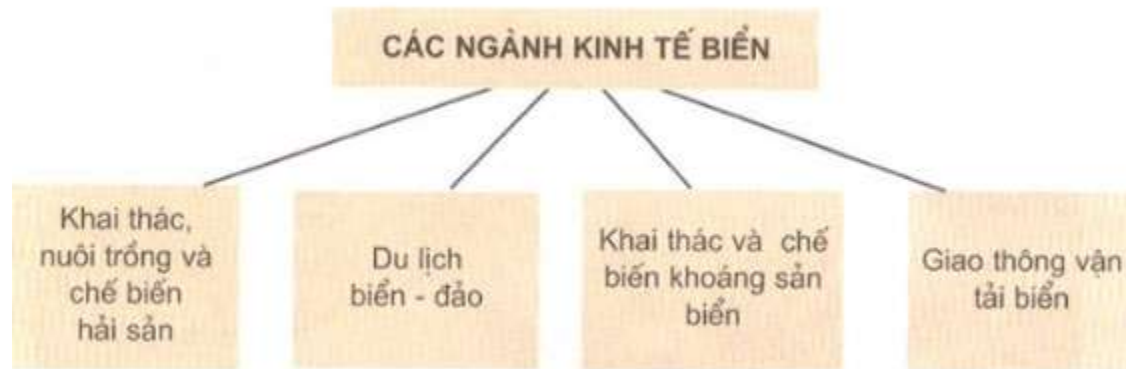 CÁC NGÀNH KINH TẾ BIỂN
Khai thác,
nuôi trồng và
chế biến
hải sản
Du lịch
biển - đảo
Khai thác và chế
biến khoáng sản
biển
Giao thông vận
tải biển